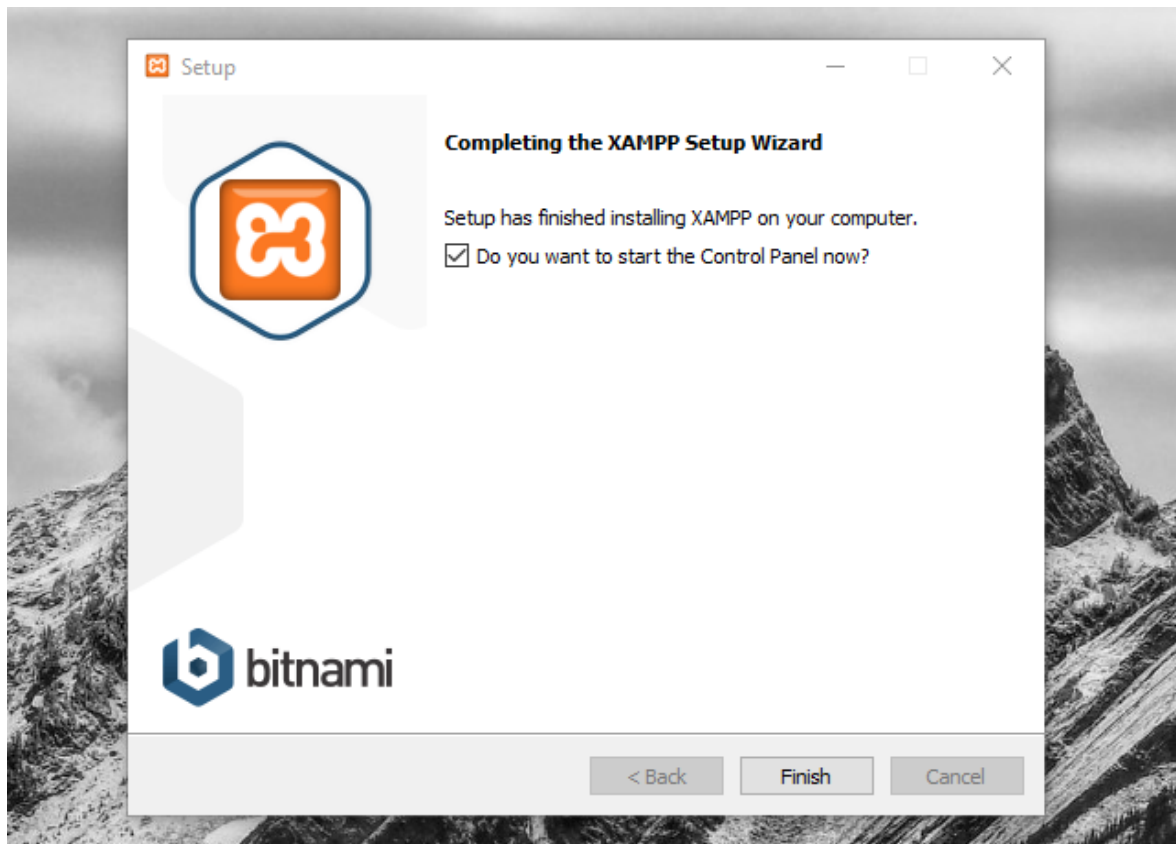 Setup
Completing the XAMPP Setup Wizard
Setup has finished installing XAMPP on your computer.
Do you want to start the Control Panel now?
bitnami
< Back
Finish
Cancel